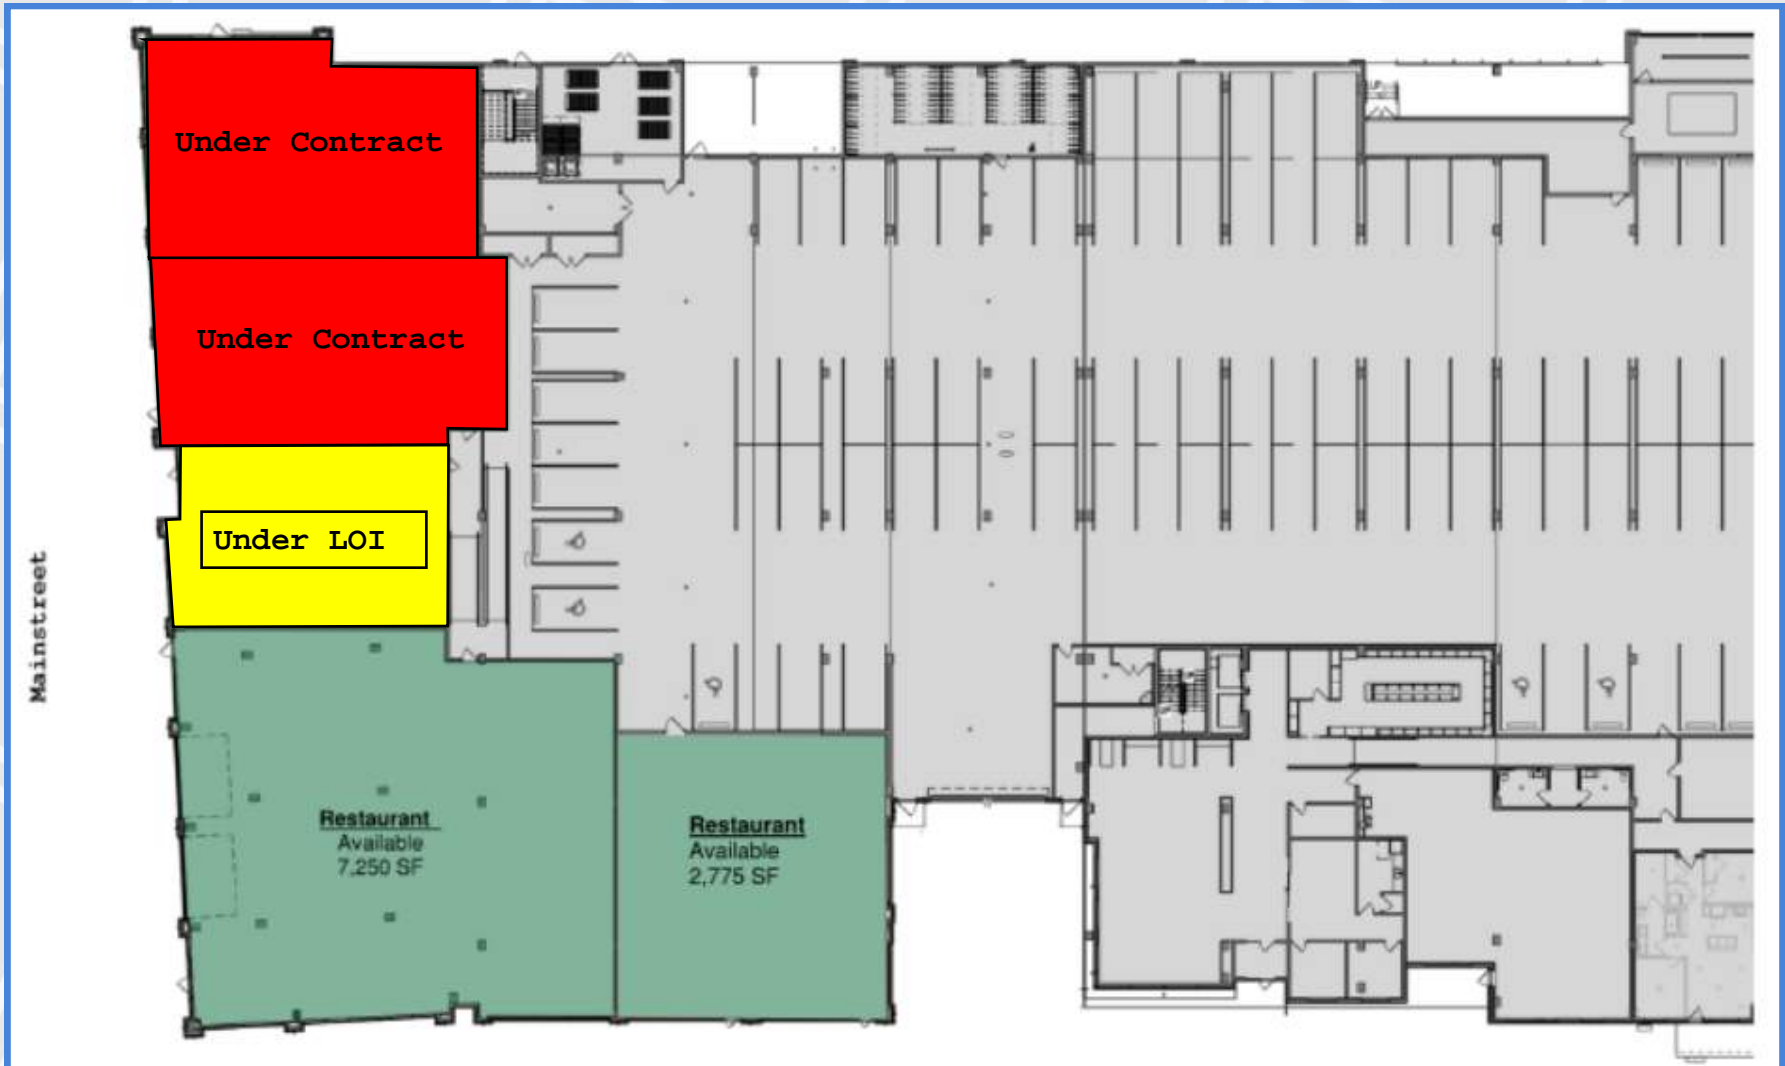 Under Contract
Under Contract
Under LOI
Mainstreet
Restaurant
Available
7,250 SF
Restaurant
Available
2,775 SF